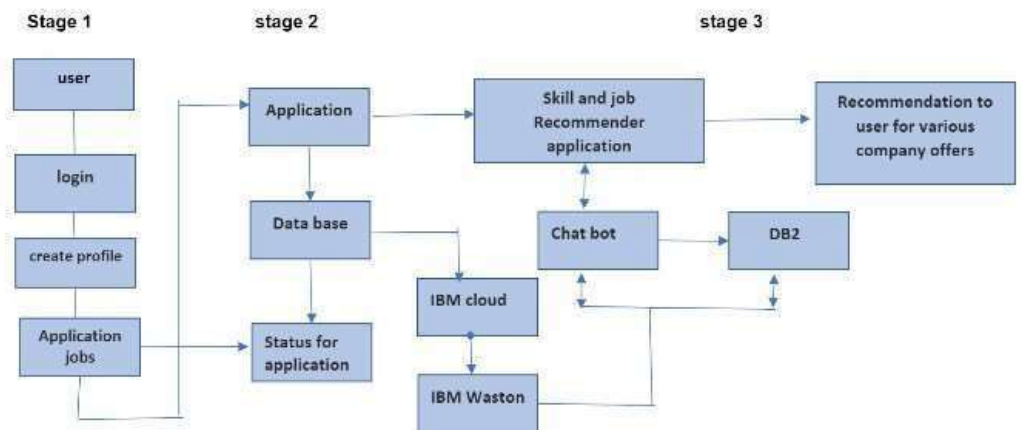 Stage 1
stage 2
stage 3
user
login
create profile
Application
jobs
Application
Data base
Status for
application
IBM cloud
IBM Waston
Skill and job
Recommender
application
Chat bot
DB2
Recommendation to
user for various
company offers